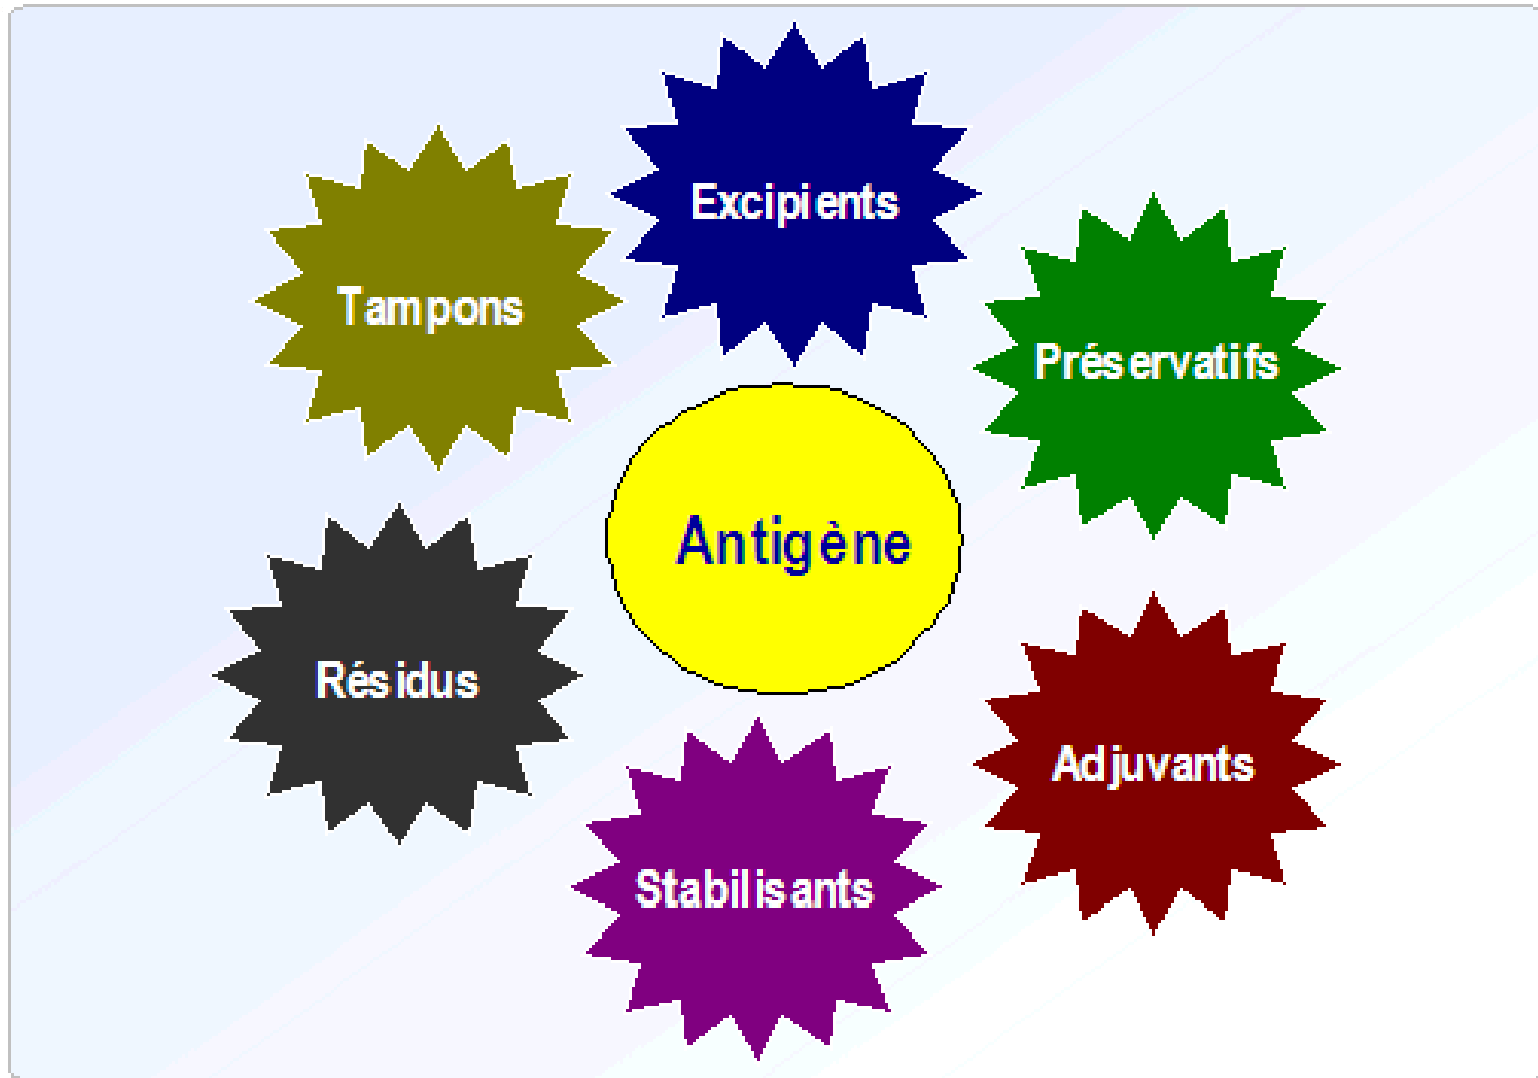 Excipients
Tampons
Préservatifs
Antigène
Résidus
Adjuvants
Stabilisants